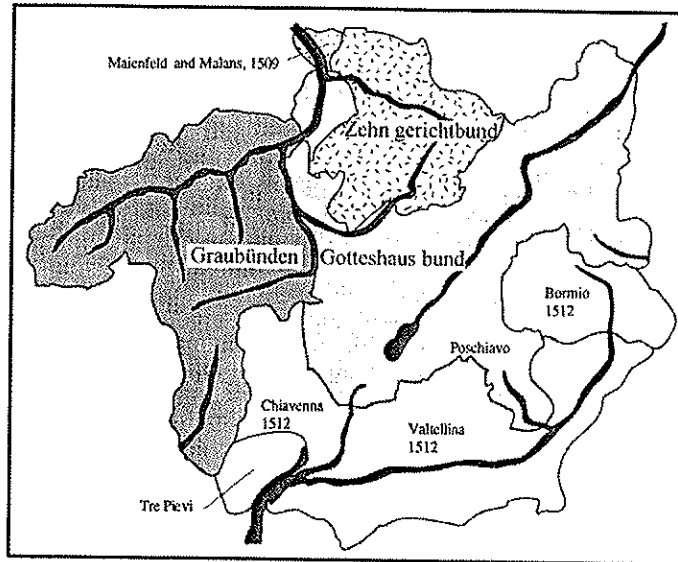 Maienfeld and Malans, 1509
Zehn gerichtbund
Graubünden
Gotteshaus bund
Bormio
1512
Poschiavo
Chiavenna
1512
Valtellina
1512
Tre Pievi